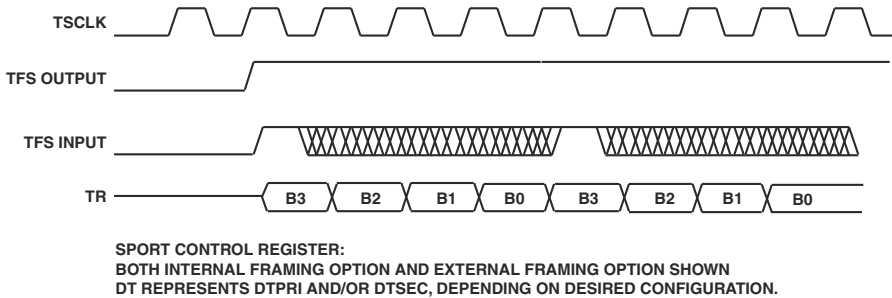 TSCLK
TFS OUTPUT
TFS INPUT
TR B3 B2 B1 B0 B3 B2 B1 B0
SPORT CONTROL REGISTER:
BOTH INTERNAL FRAMING OPTION AND EXTERNAL FRAMING OPTION SHOWN
DT REPRESENTS DTPRI AND/OR DTSEC, DEPENDING ON DESIRED CONFIGURATION.